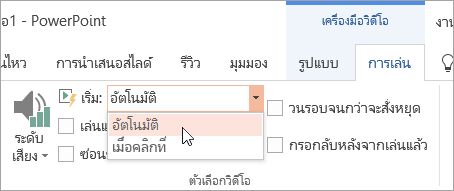 อ1 - PowerPoint
เครื่องมือวิดีโอ
นไหว
การนำเสนอสไลด์
รีวิว
มุมมอง
รูปแบบ
การเล่น
งาน
ระดับ
เสียง
เริ่ม:
อัตโนมัติ
อัตโนมัติ
เมื่อคลิกที่
เล่นแ
ซ่อน
วนรอบจนกว่าจะสั่งหยุด
กรอกลับหลังจากเล่นแล้ว
ตัวเลือกวิดีโอ